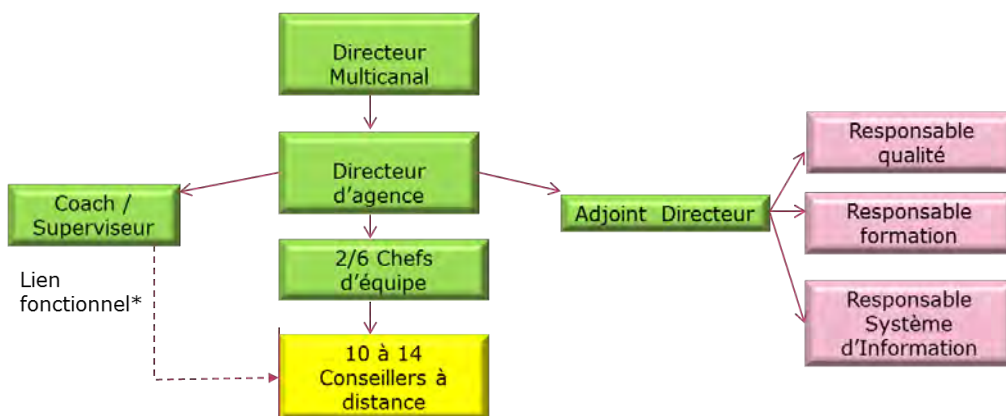 Directeur
Multicanal
Directeur
d'agence
Coach /
Superviseur
Adjoint Directeur
Responsable
qualité
Responsable
formation
Responsable
Système
d'Information
2/6 Chefs
d'équipe
Lien
fonctionnel*
10 à 14
Conseillers à
distance